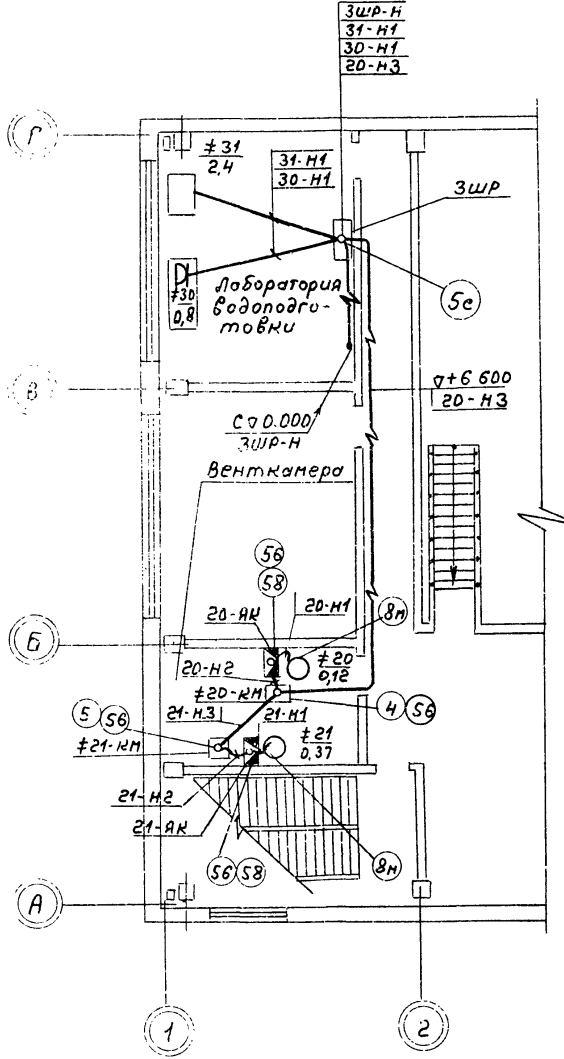 3ШР-Н
31-Н1
30-Н1
20-Н3
Г
≠31
2,4
31-Н1
30-Н1
3ШР
5с
≠30
0,8
Лаборатория
водоподго-
товки
В
▽+6 600
20-Н3
С▽0.000
3ШР-Н
Венткамера
56
58
20-ЯК
20-Н1
8м
Б
≠20
0,12
20-Н2
≠20-КМ
4
56
5
56
21-Н3
21-Н1
≠21
0,37
≠21-КМ
21-Н2
21-ЯК
56
58
8м
А
1
2